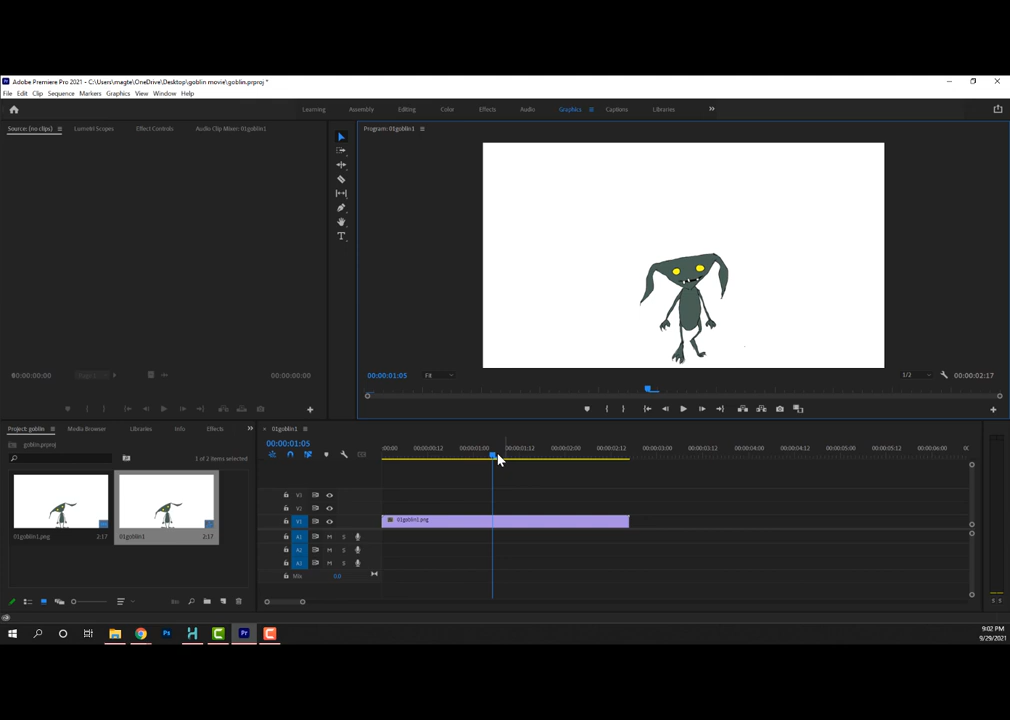 Adobe Premiere Pro 2021 - C:\Users\magte\OneDrive\Desktop\goblin movie\goblin.prproj *
File Edit Clip Sequence Markers Graphics View Window Help
Learning Assembly Editing Color Effects Audio Graphics Captions Libraries
Source: (no clips) Lumetri Scopes Effect Controls Audio Clip Mixer: 01goblin1
Program: 01goblin1
00:00:00:00 00:00:00:00
00:00:01:05 Fit 1/2 00:00:02:17
Project: goblin Media Browser Libraries Info Effects
01goblin1
goblin.prproj
00:00:01:05
1 of 2 items selected
:00:00 00:00:00:12 00:00:01:00 00:00:01:12 00:00:02:00 00:00:02:12 00:00:03:00 00:00:03:12 00:00:04:00 00:00:04:12 00:00:05:00 00:00:05:12 00:
V3
V2
V1 01goblin1.png
01goblin1.png 2:17 01goblin1 2:17
A1 M S
A2 M S
A3 M S
Mix 0.0
S S
Ps Pr
9:02 PM
9/29/2021